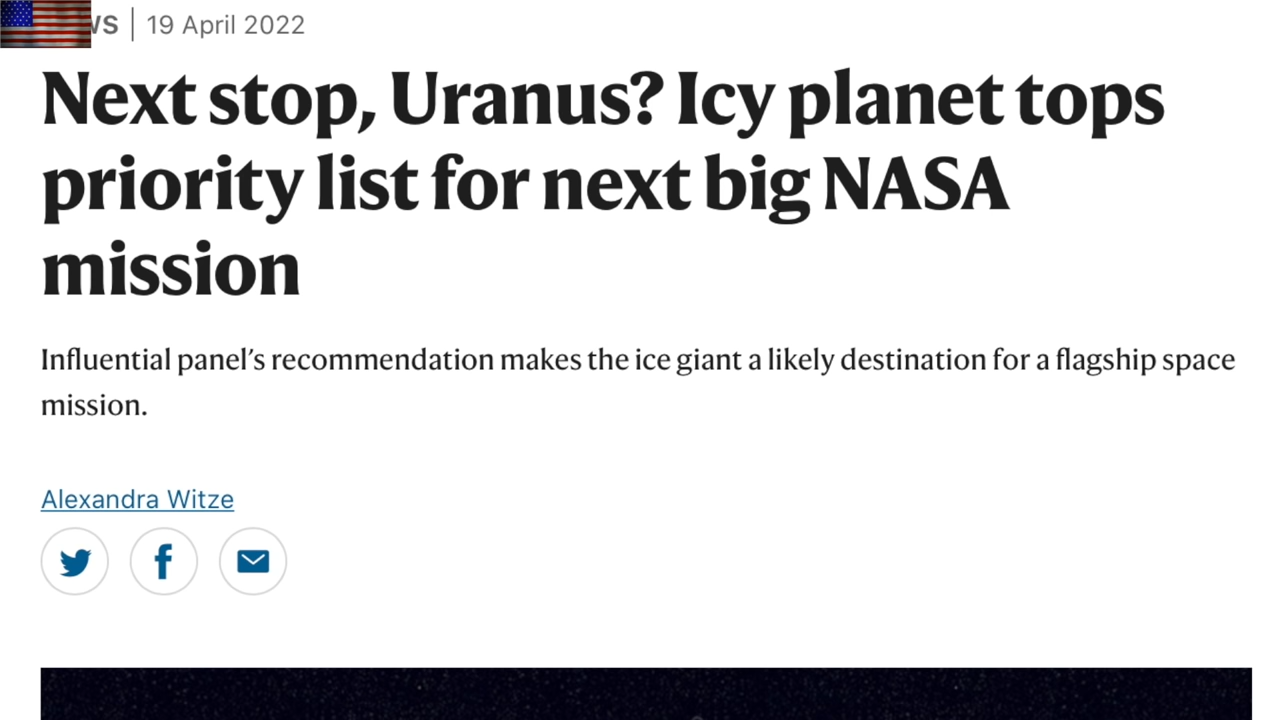 19 April 2022
Next stop, Uranus? Icy planet tops
priority list for next big NASA
mission
Influential panel’s recommendation makes the ice giant a likely destination for a flagship space
mission.
Alexandra Witze